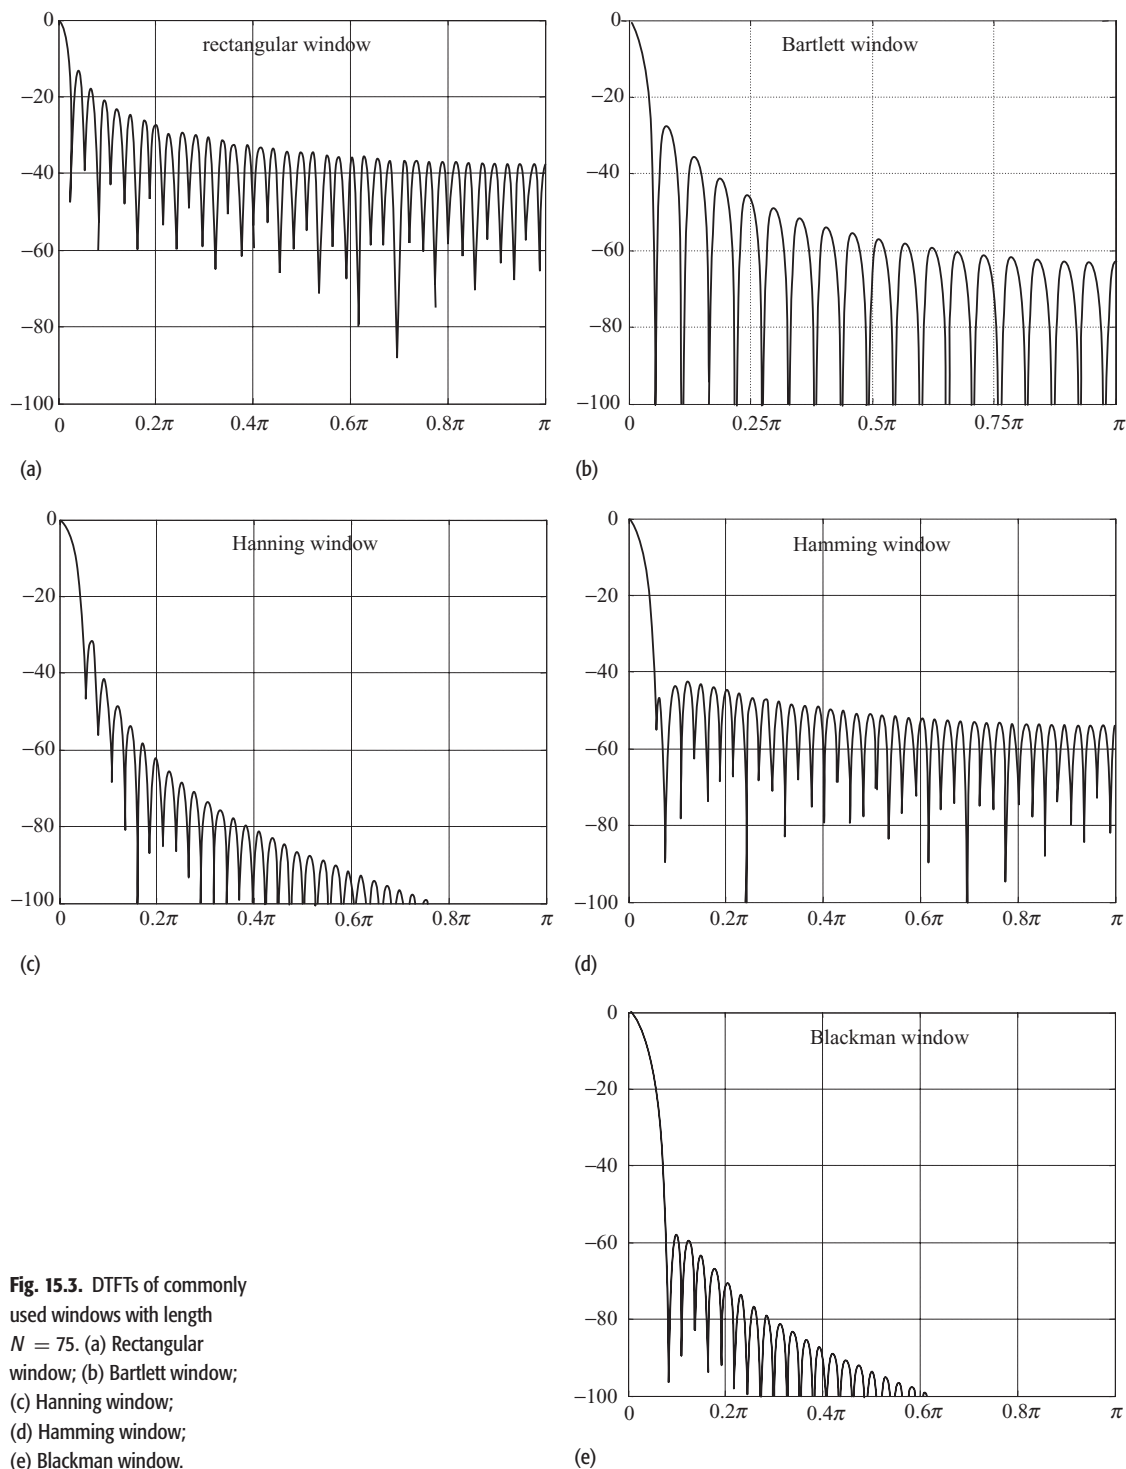 rectangular window
0
−20
−40
−60
−80
−100
0 0.2π 0.4π 0.6π 0.8π π
(a)
Bartlett window
0
−20
−40
−60
−80
−100
0 0.25π 0.5π 0.75π π
(b)
Hanning window
0
−20
−40
−60
−80
−100
0 0.2π 0.4π 0.6π 0.8π π
(c)
Hamming window
0
−20
−40
−60
−80
−100
0 0.2π 0.4π 0.6π 0.8π π
(d)
Blackman window
0
−20
−40
−60
−80
−100
0 0.2π 0.4π 0.6π 0.8π π
(e)
Fig. 15.3. DTFTs of commonly
used windows with length
N = 75. (a) Rectangular
window; (b) Bartlett window;
(c) Hanning window;
(d) Hamming window;
(e) Blackman window.